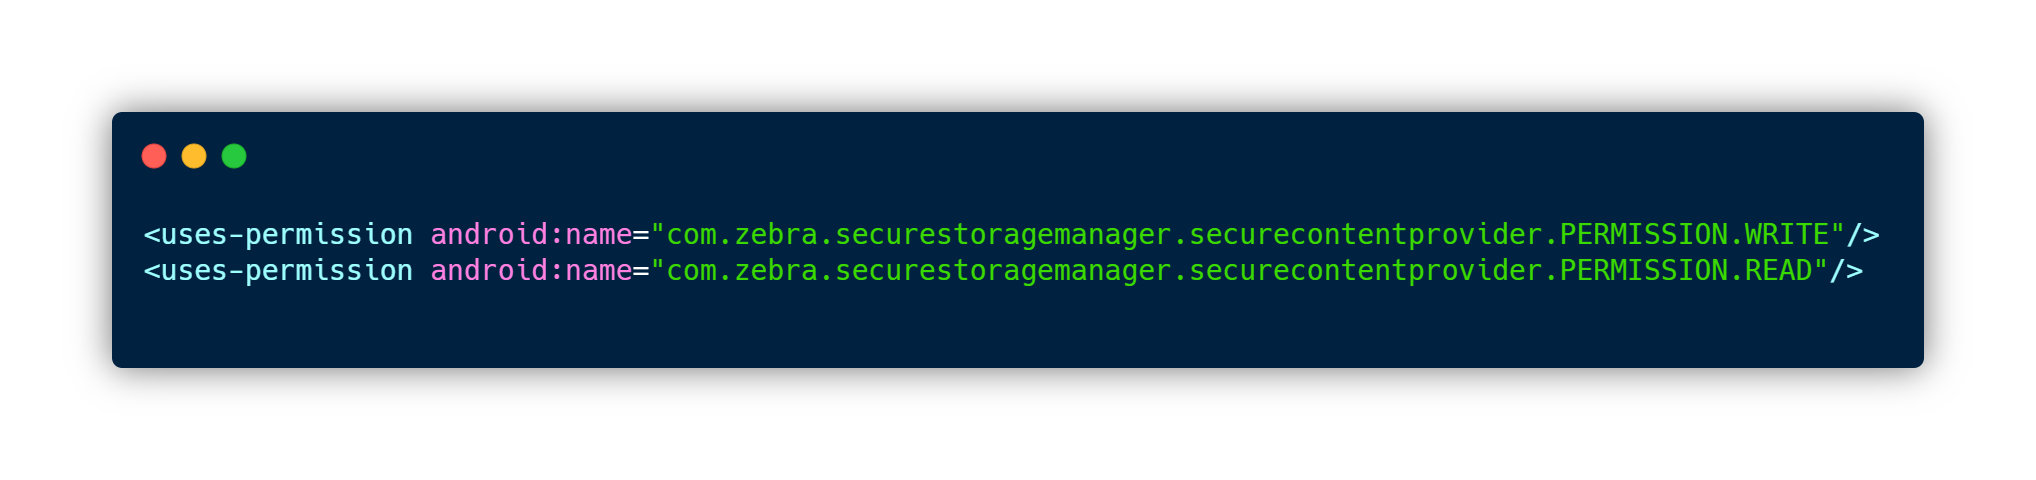 <uses-permission android:name="com.zebra.securestoragemanager.securecontentprovider.PERMISSION.WRITE"/>
<uses-permission android:name="com.zebra.securestoragemanager.securecontentprovider.PERMISSION.READ"/>